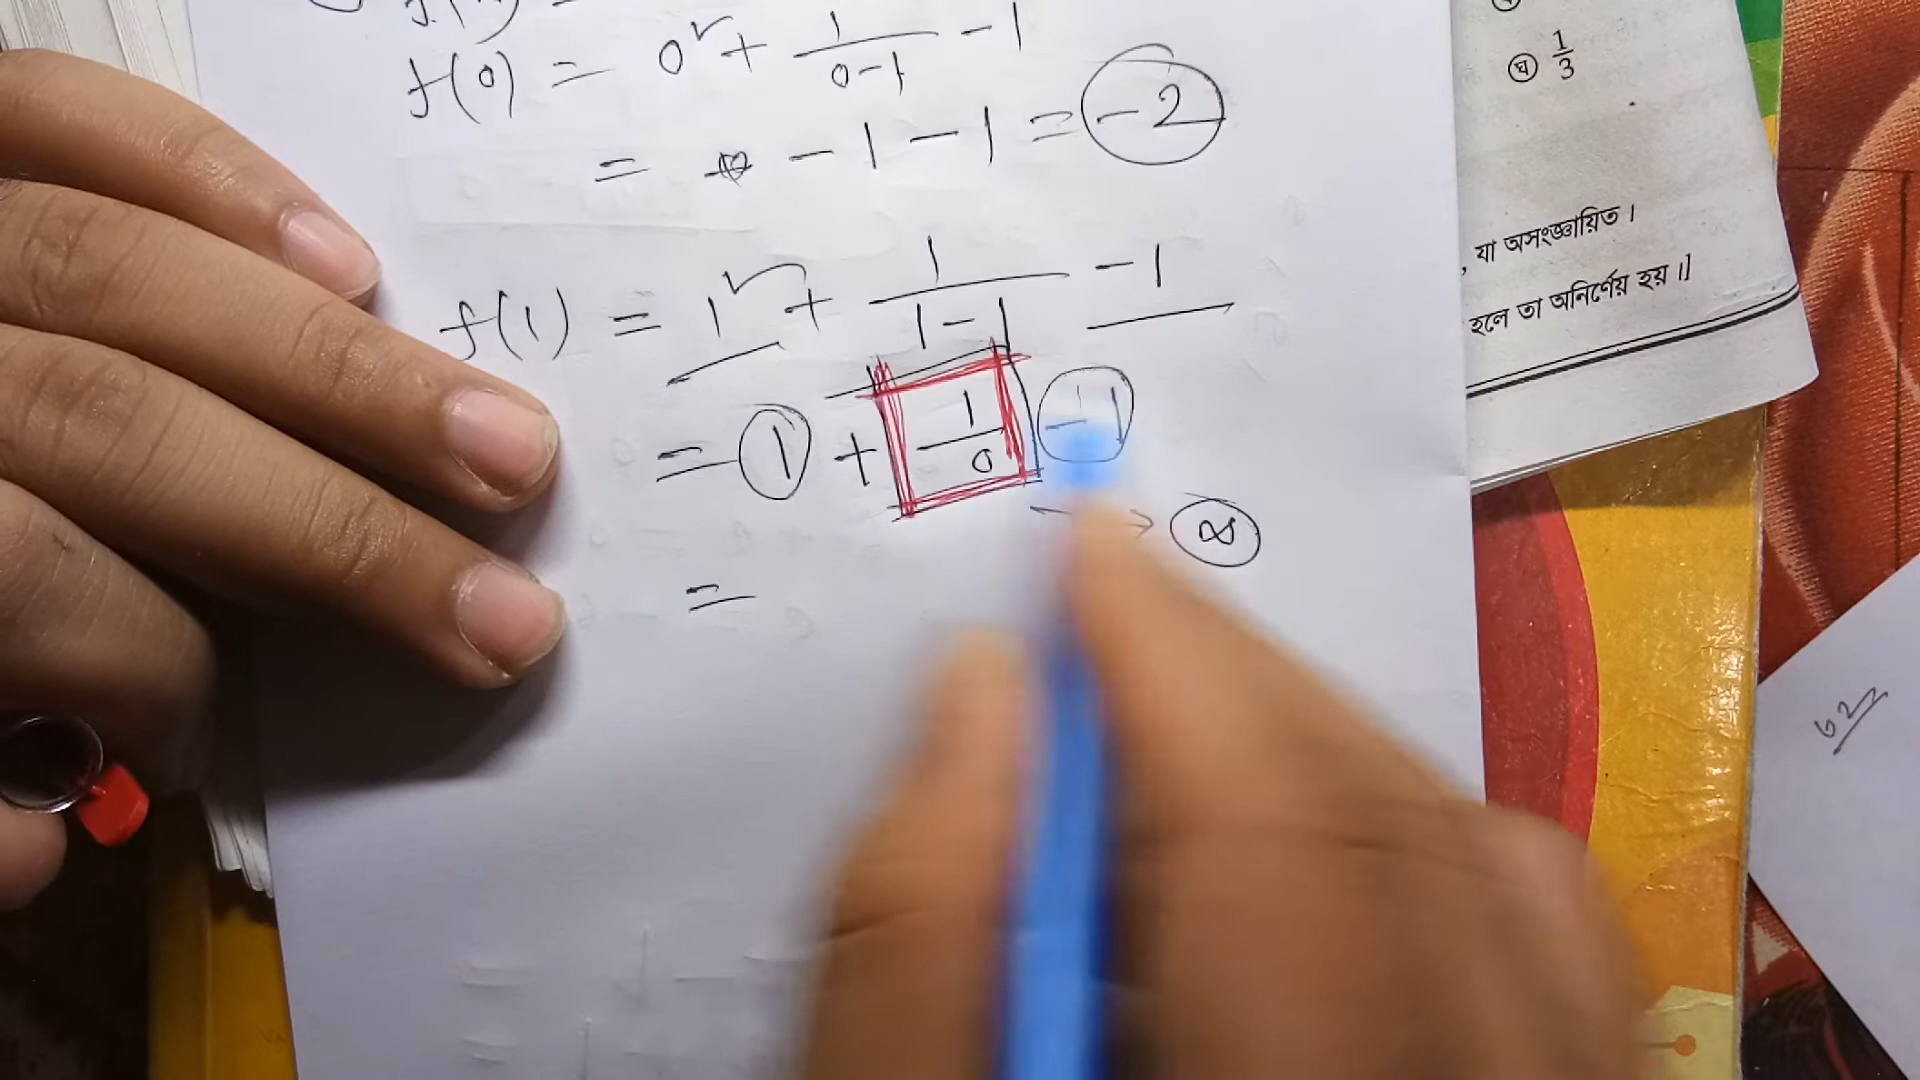 f(0) = 0² + 1/(0-1) - 1
= -1 -1 = -2
f(1) = 1² + 1/(1-1) - 1
= 1 + 1/0 - 1
→ ∞
=
ঘ 1/3
, যা অসংজ্ঞায়িত।
হলে তা অনির্ণেয় হয়।]